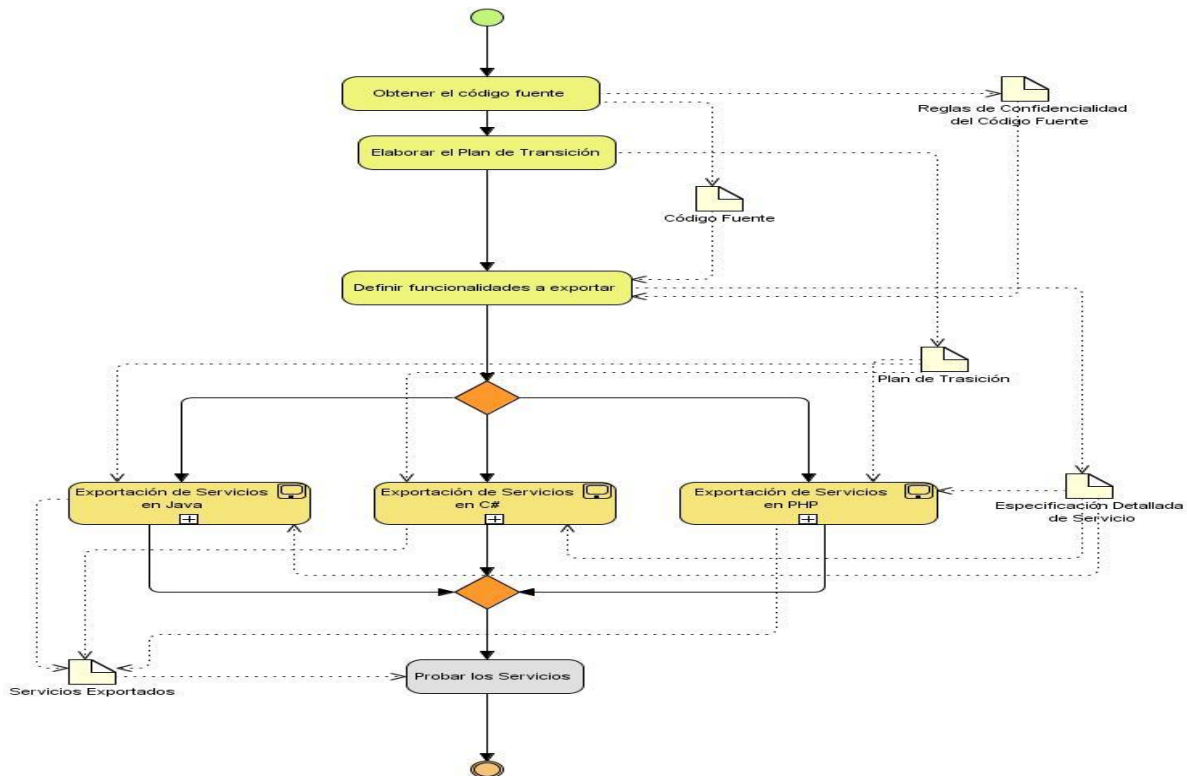 Obtener el código fuente
Reglas de Confidencialidad
del Código Fuente
Elaborar el Plan de Transición
Código Fuente
Definir funcionalidades a exportar
Plan de Trasición
Exportación de Servicios
en Java
Exportación de Servicios
en C#
Exportación de Servicios
en PHP
Especificación Detallada
de Servicio
Probar los Servicios
Servicios Exportados